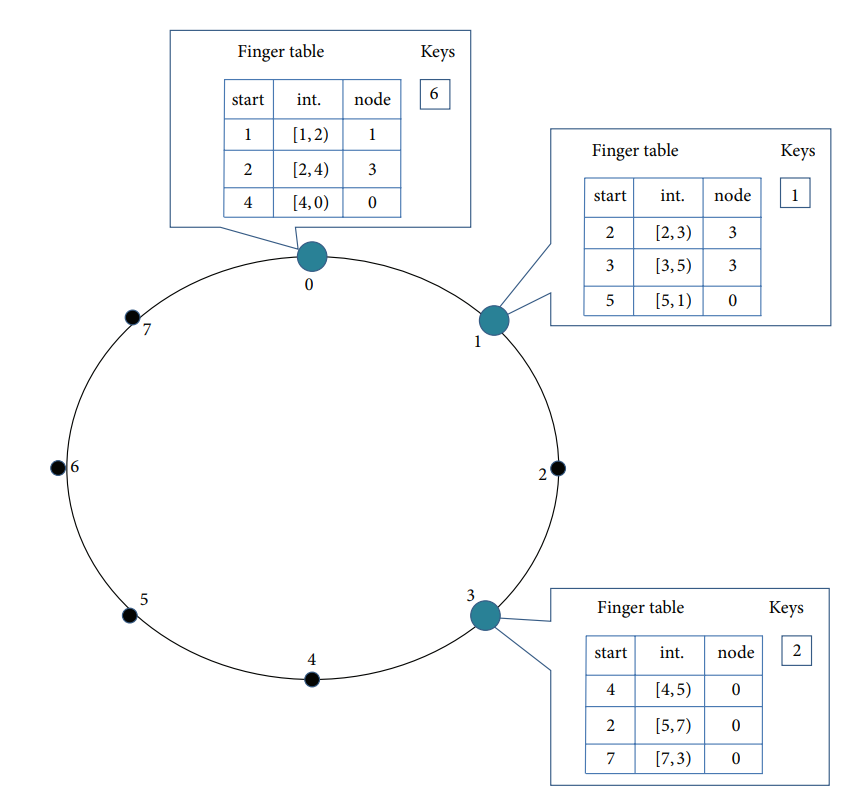 Finger table Keys
start int. node 6
1 [1, 2) 1
2 [2, 4) 3
4 [4, 0) 0
Finger table Keys
start int. node 1
2 [2, 3) 3
3 [3, 5) 3
5 [5, 1) 0
0
7
1
6
2
5
3
4
Finger table Keys
start int. node 2
4 [4, 5) 0
2 [5, 7) 0
7 [7, 3) 0